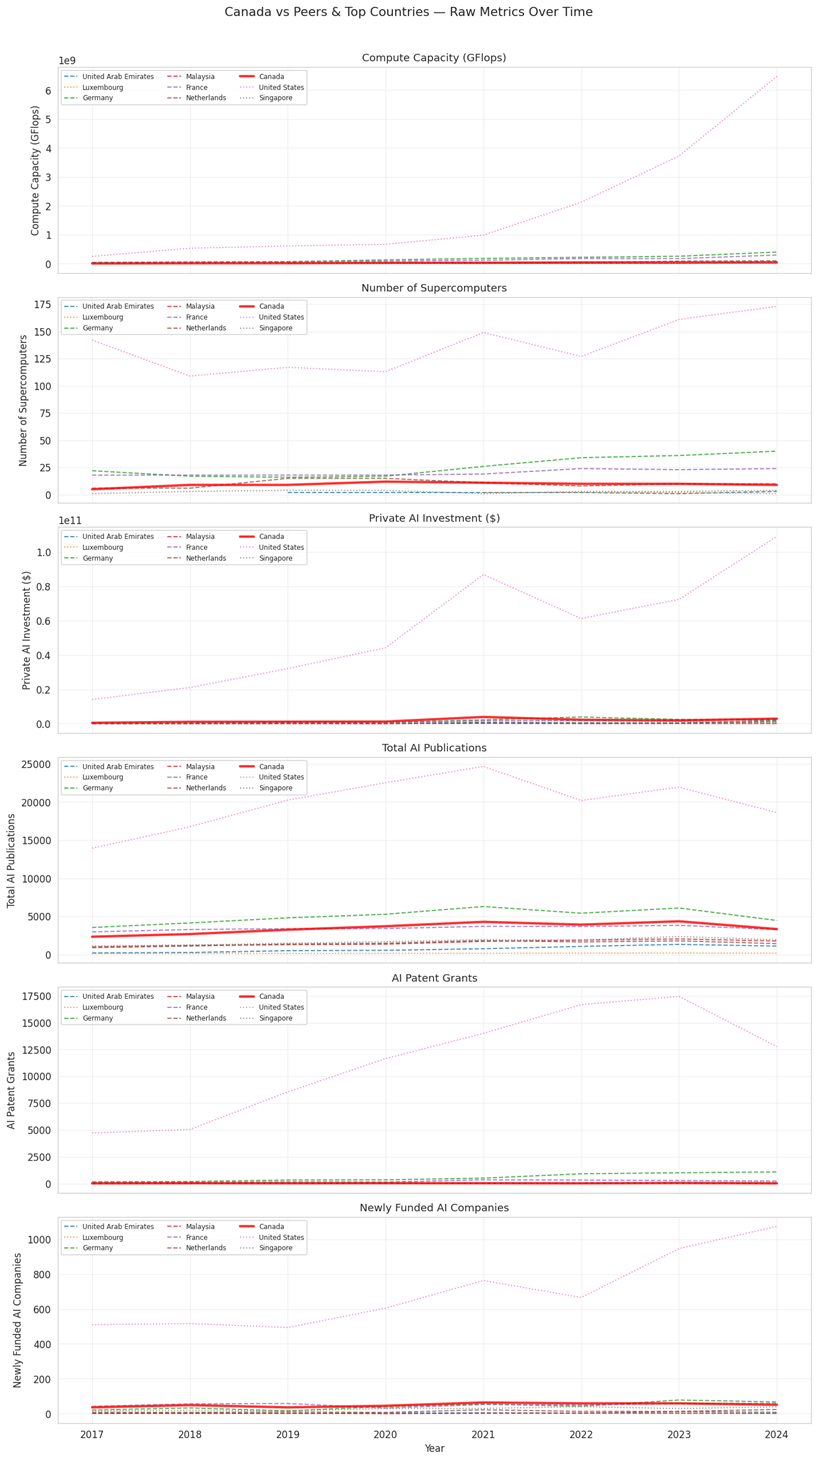 Canada vs Peers & Top Countries — Raw Metrics Over Time
Compute Capacity (GFlops)
1e9
United Arab Emirates
Luxembourg
Germany
Malaysia
France
Netherlands
Canada
United States
Singapore
6
5
4
3
2
1
0
Compute Capacity (GFlops)
Number of Supercomputers
United Arab Emirates
Luxembourg
Germany
Malaysia
France
Netherlands
Canada
United States
Singapore
175
150
125
100
75
50
25
0
Number of Supercomputers
Private AI Investment ($)
1e11
United Arab Emirates
Luxembourg
Germany
Malaysia
France
Netherlands
Canada
United States
Singapore
1.0
0.8
0.6
0.4
0.2
0.0
Private AI Investment ($)
Total AI Publications
United Arab Emirates
Luxembourg
Germany
Malaysia
France
Netherlands
Canada
United States
Singapore
25000
20000
15000
10000
5000
0
Total AI Publications
AI Patent Grants
United Arab Emirates
Luxembourg
Germany
Malaysia
France
Netherlands
Canada
United States
Singapore
17500
15000
12500
10000
7500
5000
2500
0
AI Patent Grants
Newly Funded AI Companies
United Arab Emirates
Luxembourg
Germany
Malaysia
France
Netherlands
Canada
United States
Singapore
1000
800
600
400
200
0
Newly Funded AI Companies
2017 2018 2019 2020 2021 2022 2023 2024
Year